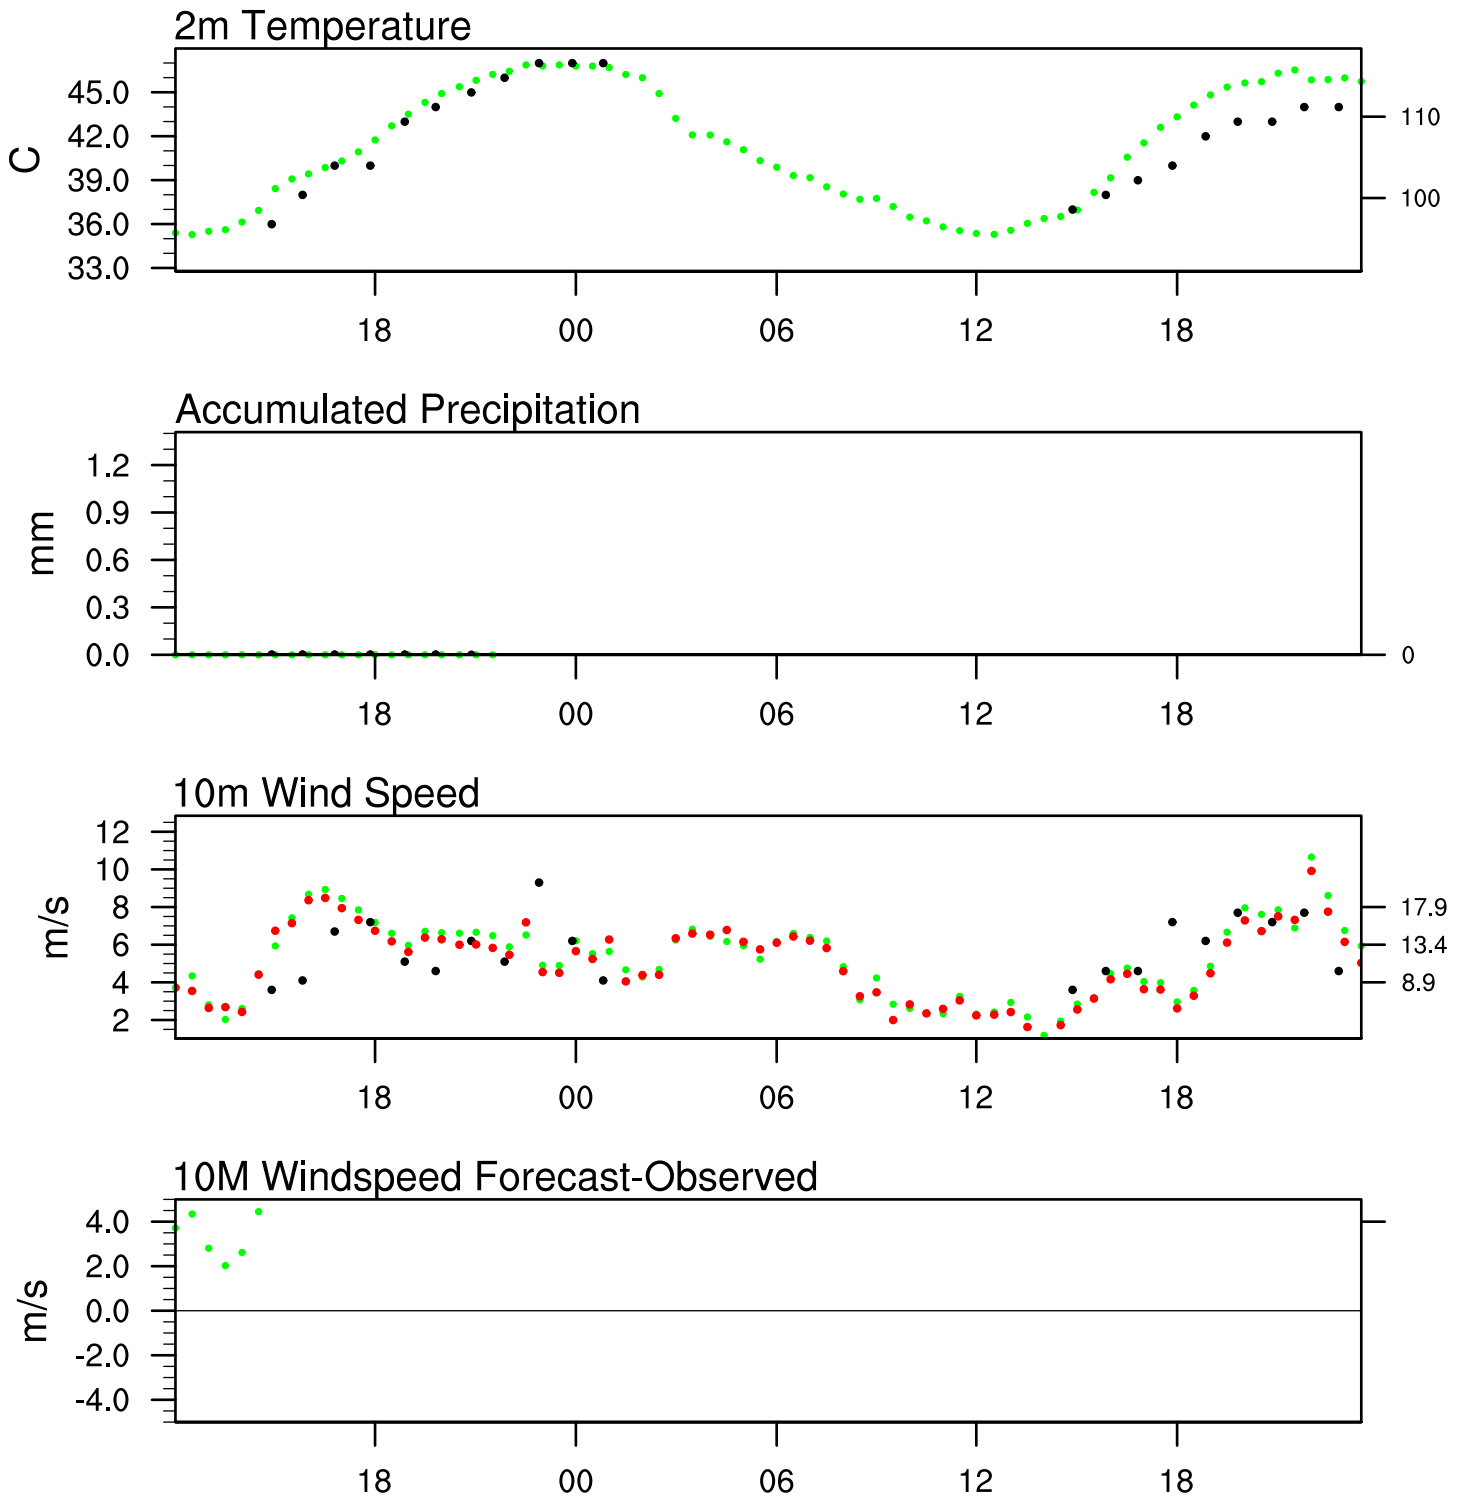 2m Temperature
45.0
42.0
39.0
36.0
33.0
C
110
100
18 00 06 12 18
Accumulated Precipitation
1.2
0.9
0.6
0.3
0.0
mm
0
18 00 06 12 18
10m Wind Speed
12
10
8
6
4
2
m/s
17.9
13.4
8.9
18 00 06 12 18
10M Windspeed Forecast-Observed
4.0
2.0
0.0
-2.0
-4.0
m/s
18 00 06 12 18